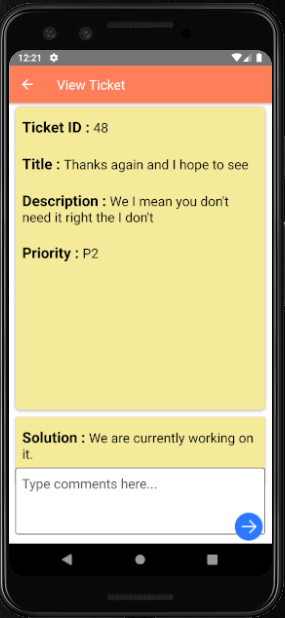 12:21
View Ticket
Ticket ID : 48
Title : Thanks again and I hope to see
Description : We I mean you don't
need it right the I don't
Priority : P2
Solution : We are currently working on
it.
Type comments here...